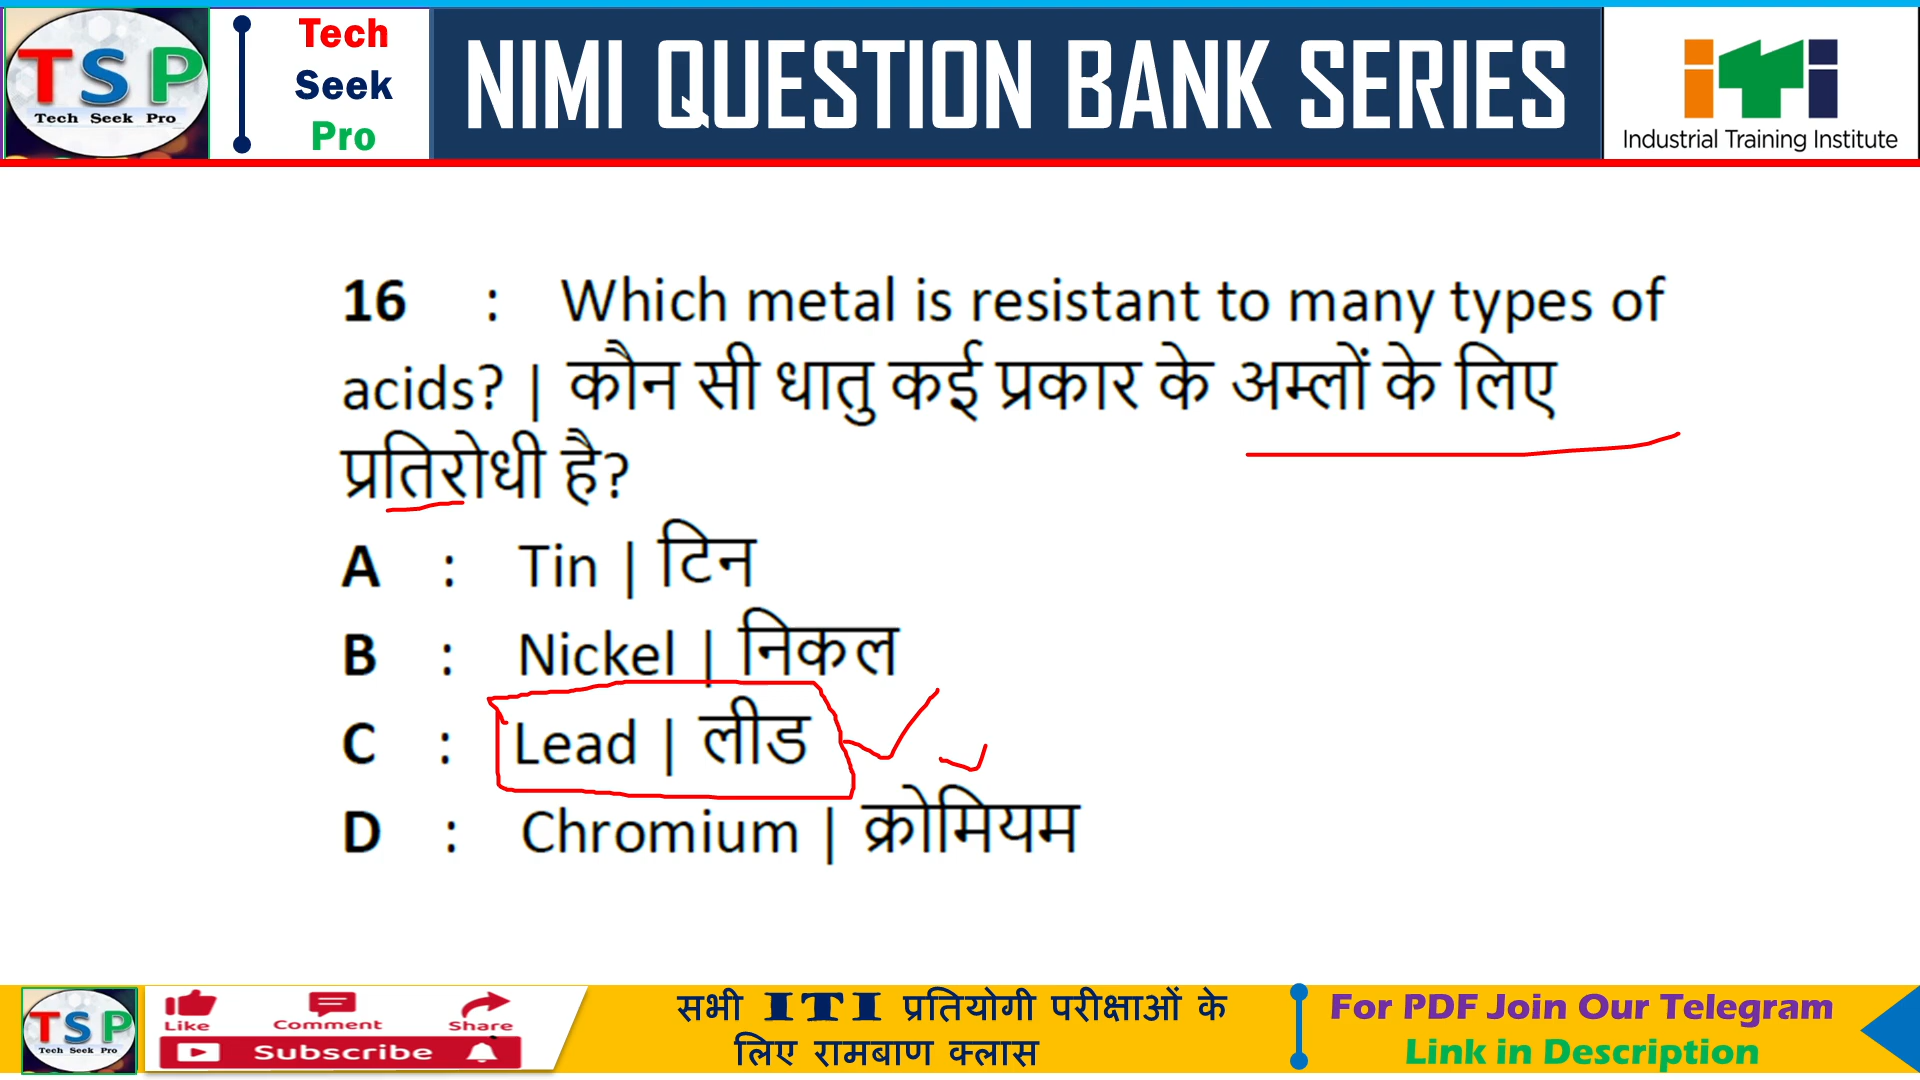 TSP
Tech Seek Pro
Tech
Seek
Pro
NIMI QUESTION BANK SERIES
iTi
Industrial Training Institute
16 : Which metal is resistant to many types of
acids? | कौन सी धातु कई प्रकार के अम्लों के लिए
प्रतिरोधी है?
A : Tin | टिन
B : Nickel | निकल
C : Lead | लीड
D : Chromium | क्रोमियम
TSP
Tech Seek Pro
Like Comment Share
Subscribe
सभी ITI प्रतियोगी परीक्षाओं के
लिए रामबाण क्लास
For PDF Join Our Telegram
Link in Description